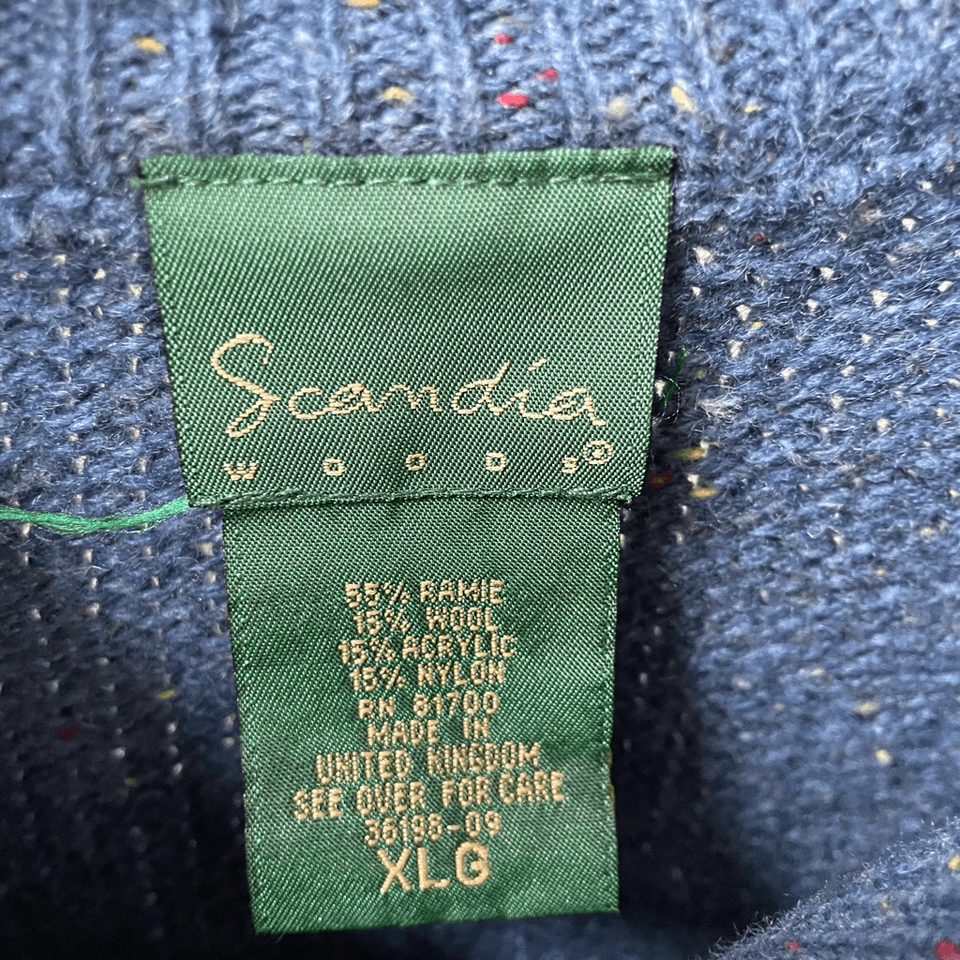 Scandia
WOODS®
55% RAMIE
15% WOOL
15% ACRYLIC
15% NYLON
RN 81700
MADE IN
UNITED KINGDOM
SEE OVER FOR CARE
36198-09
XLG